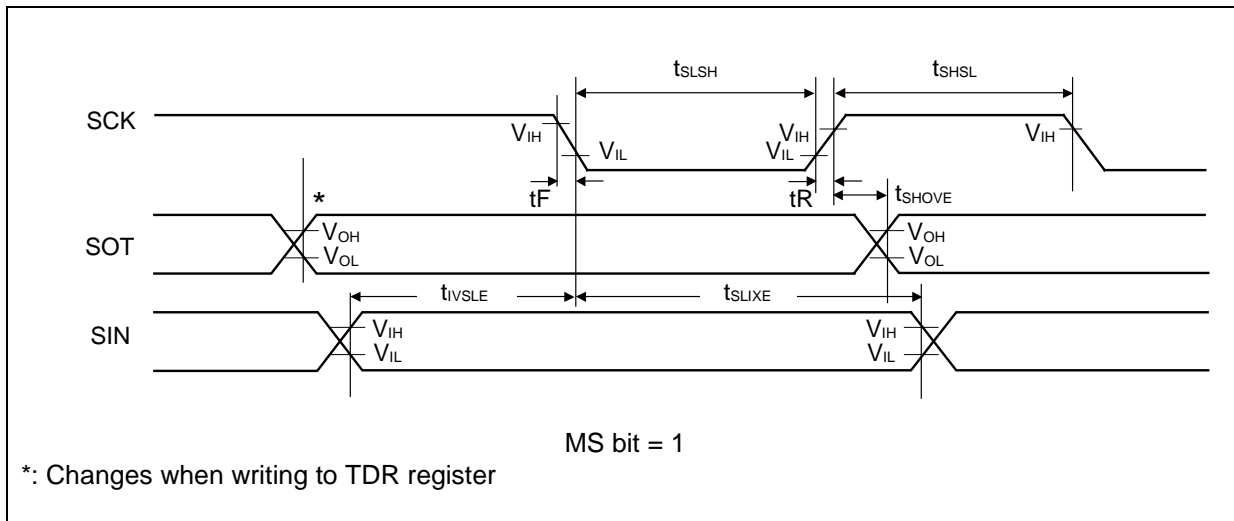 tSLSH tSHSL
SCK
VIH VIH VIH
VIL VIL
tF tR tSHOVE
*
SOT
VOH VOH
VOL VOL
tIVSLE tSLIXE
SIN
VIH VIH
VIL VIL
MS bit = 1
*: Changes when writing to TDR register